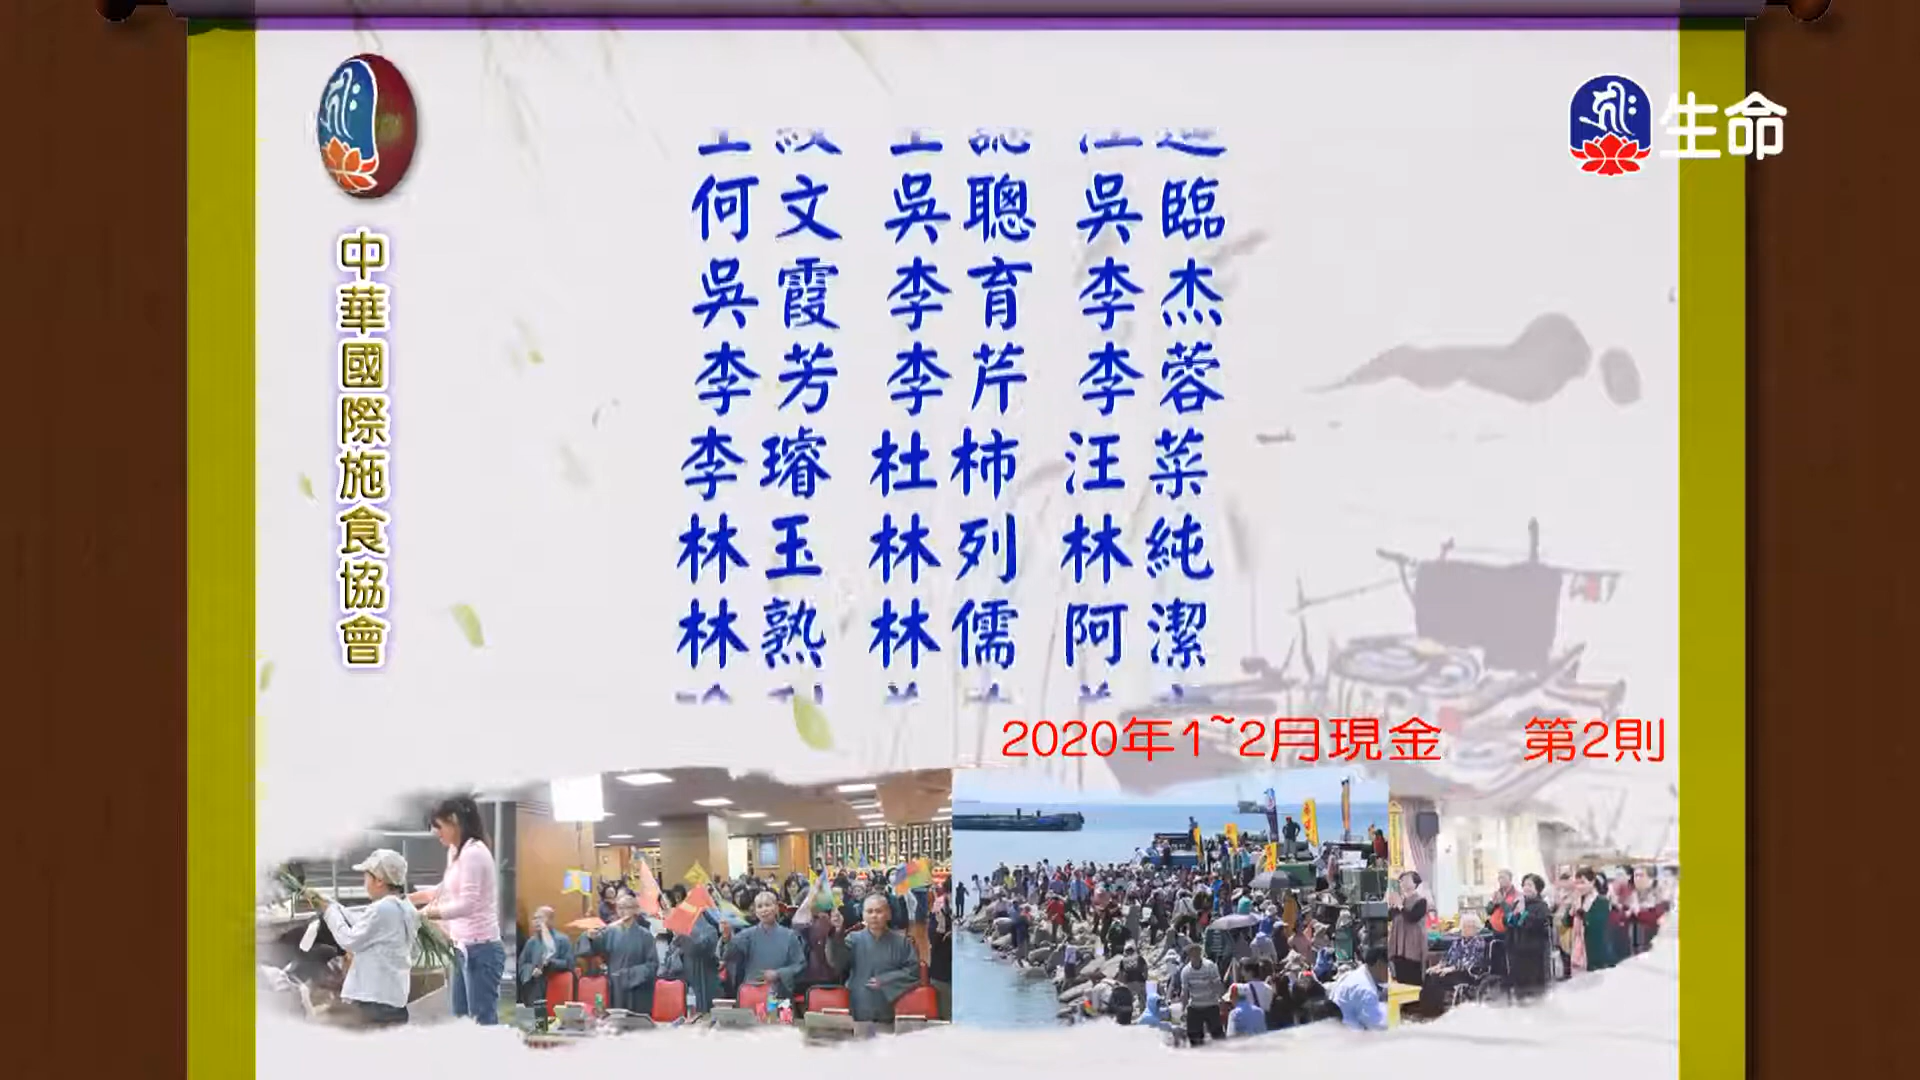 生命
中華國際施食協會
何文 吳聰 吳臨
吳霞 李育 李杰
李芳 李芹 李蓉
李璿 杜柿 汪菜
林玉 林列 林純
林熟 林儒 阿潔
2020年1~2月現金 第2則